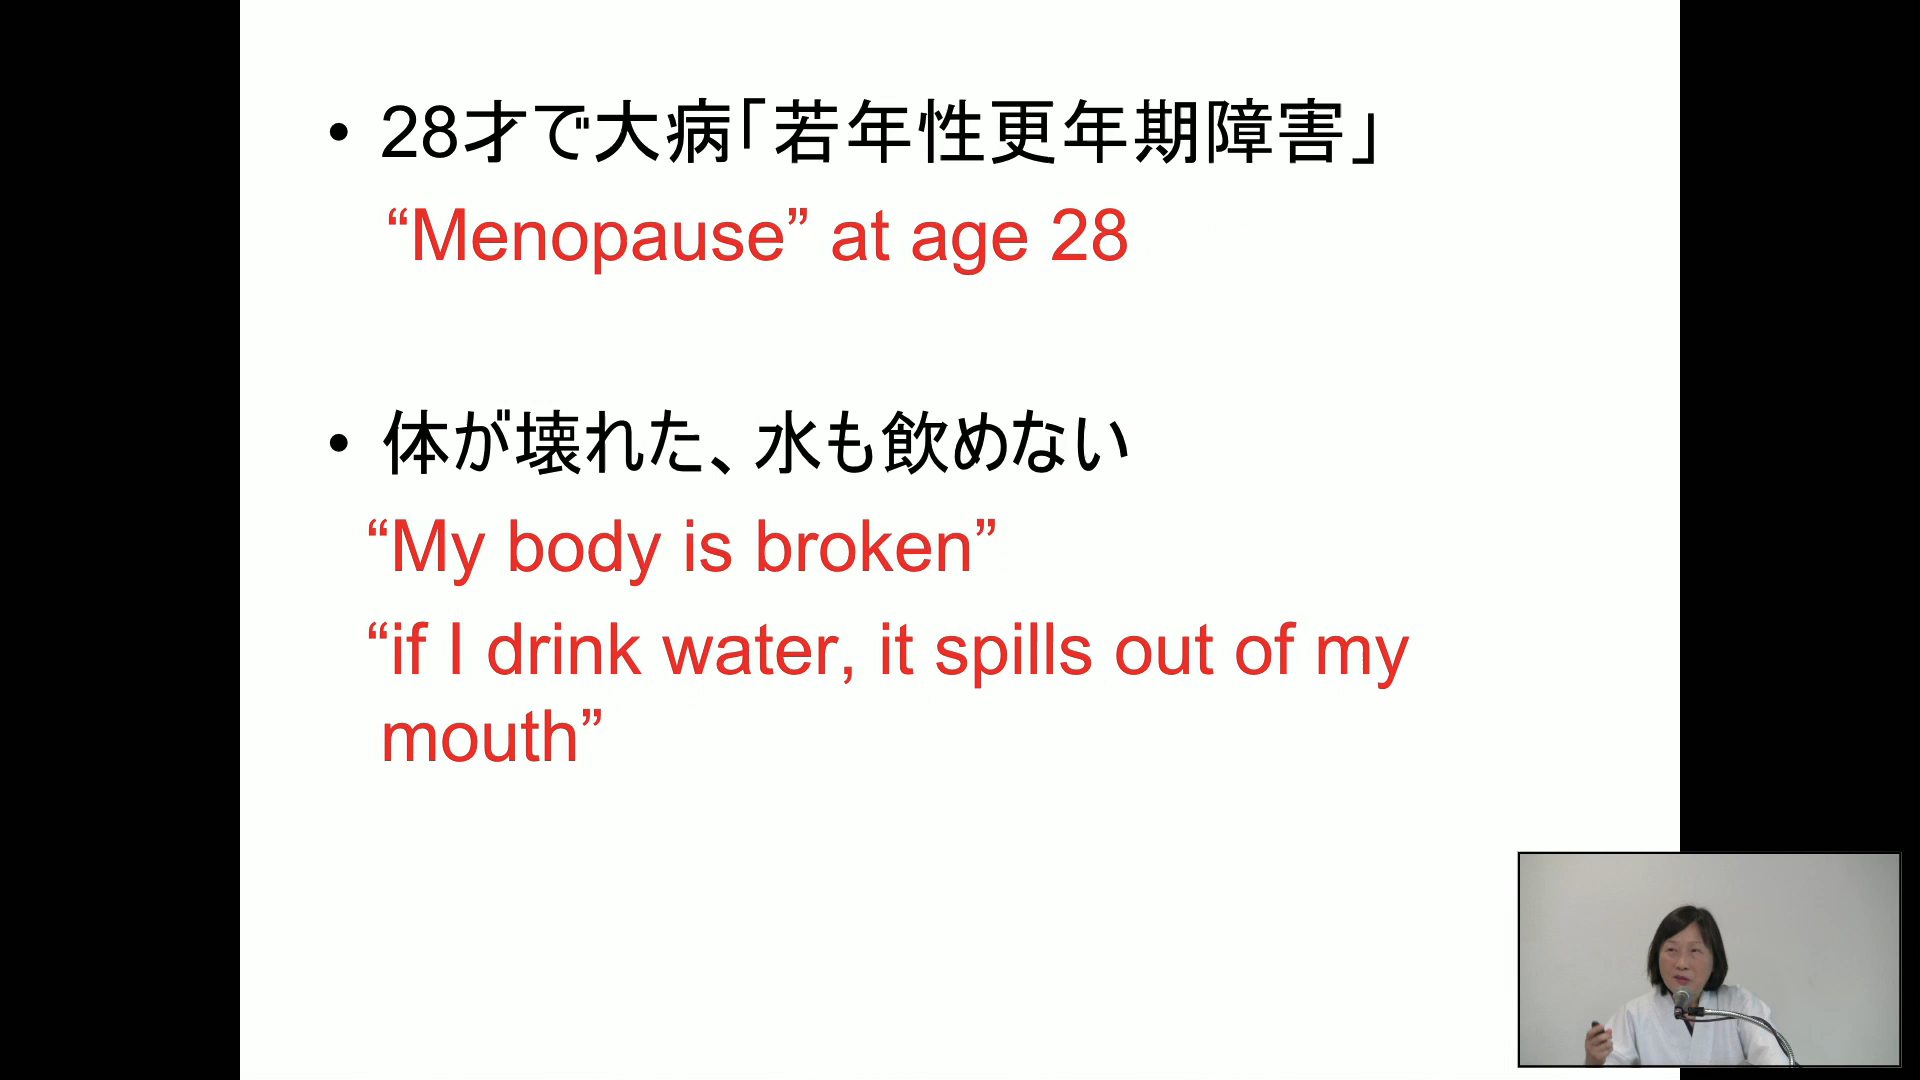 • 28才で大病「若年性更年期障害」
“Menopause” at age 28
• 体が壊れた、水も飲めない
“My body is broken”
“if I drink water, it spills out of my
mouth”